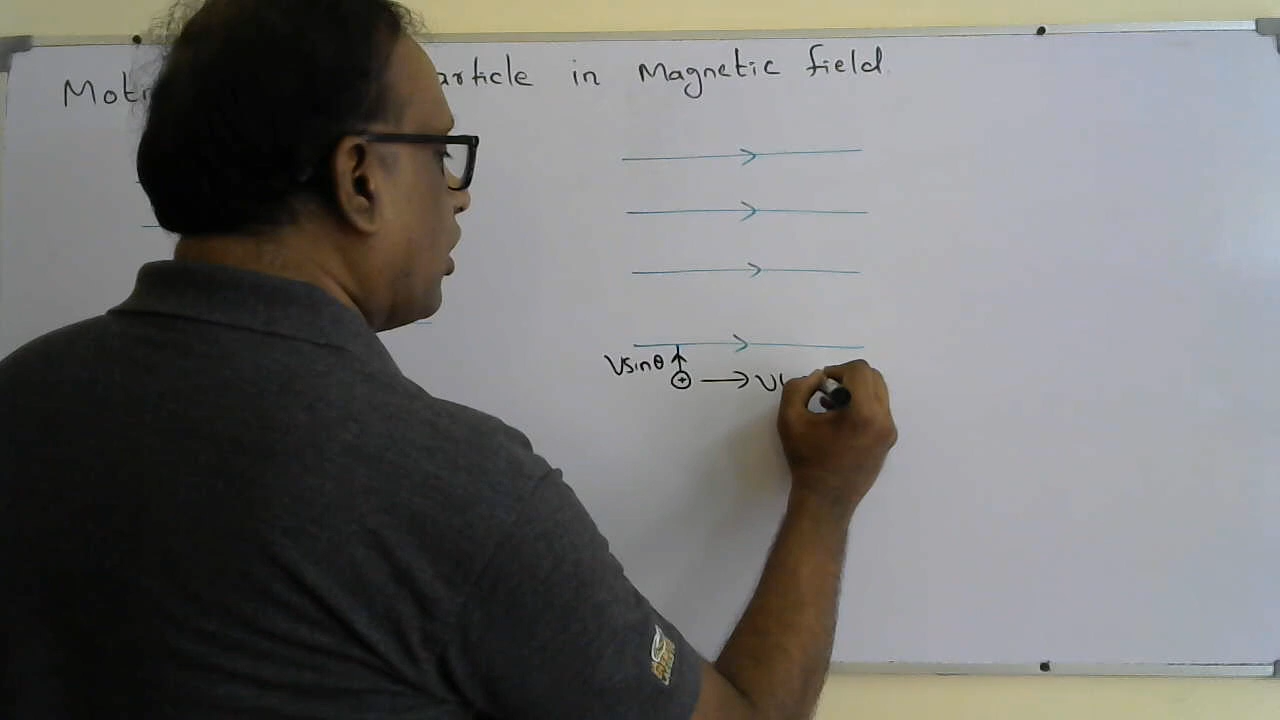 article in Magnetic field
Vsinθ
+